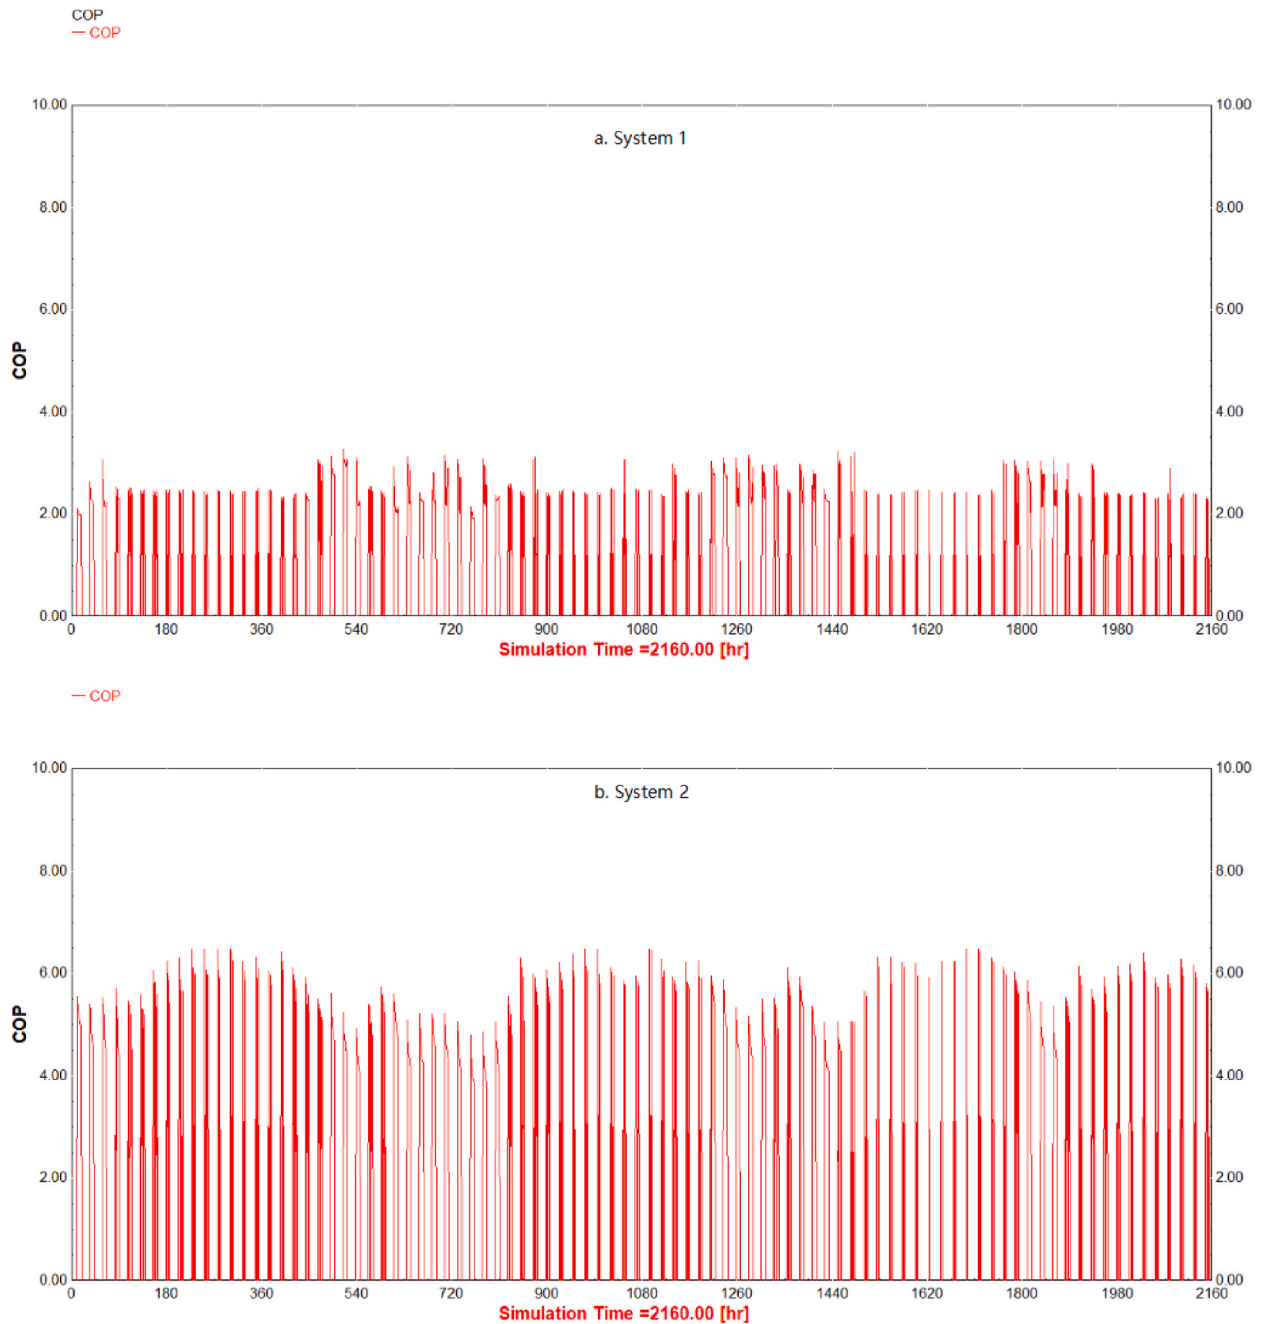 COP
— COP
10.00 10.00
a. System 1
8.00 8.00
6.00 6.00
COP
4.00 4.00
2.00 2.00
0.00 0.00
0 180 360 540 720 900 1080 1260 1440 1620 1800 1980 2160
Simulation Time =2160.00 [hr]
— COP
10.00 10.00
b. System 2
8.00 8.00
6.00 6.00
COP
4.00 4.00
2.00 2.00
0.00 0.00
0 180 360 540 720 900 1080 1260 1440 1620 1800 1980 2160
Simulation Time =2160.00 [hr]